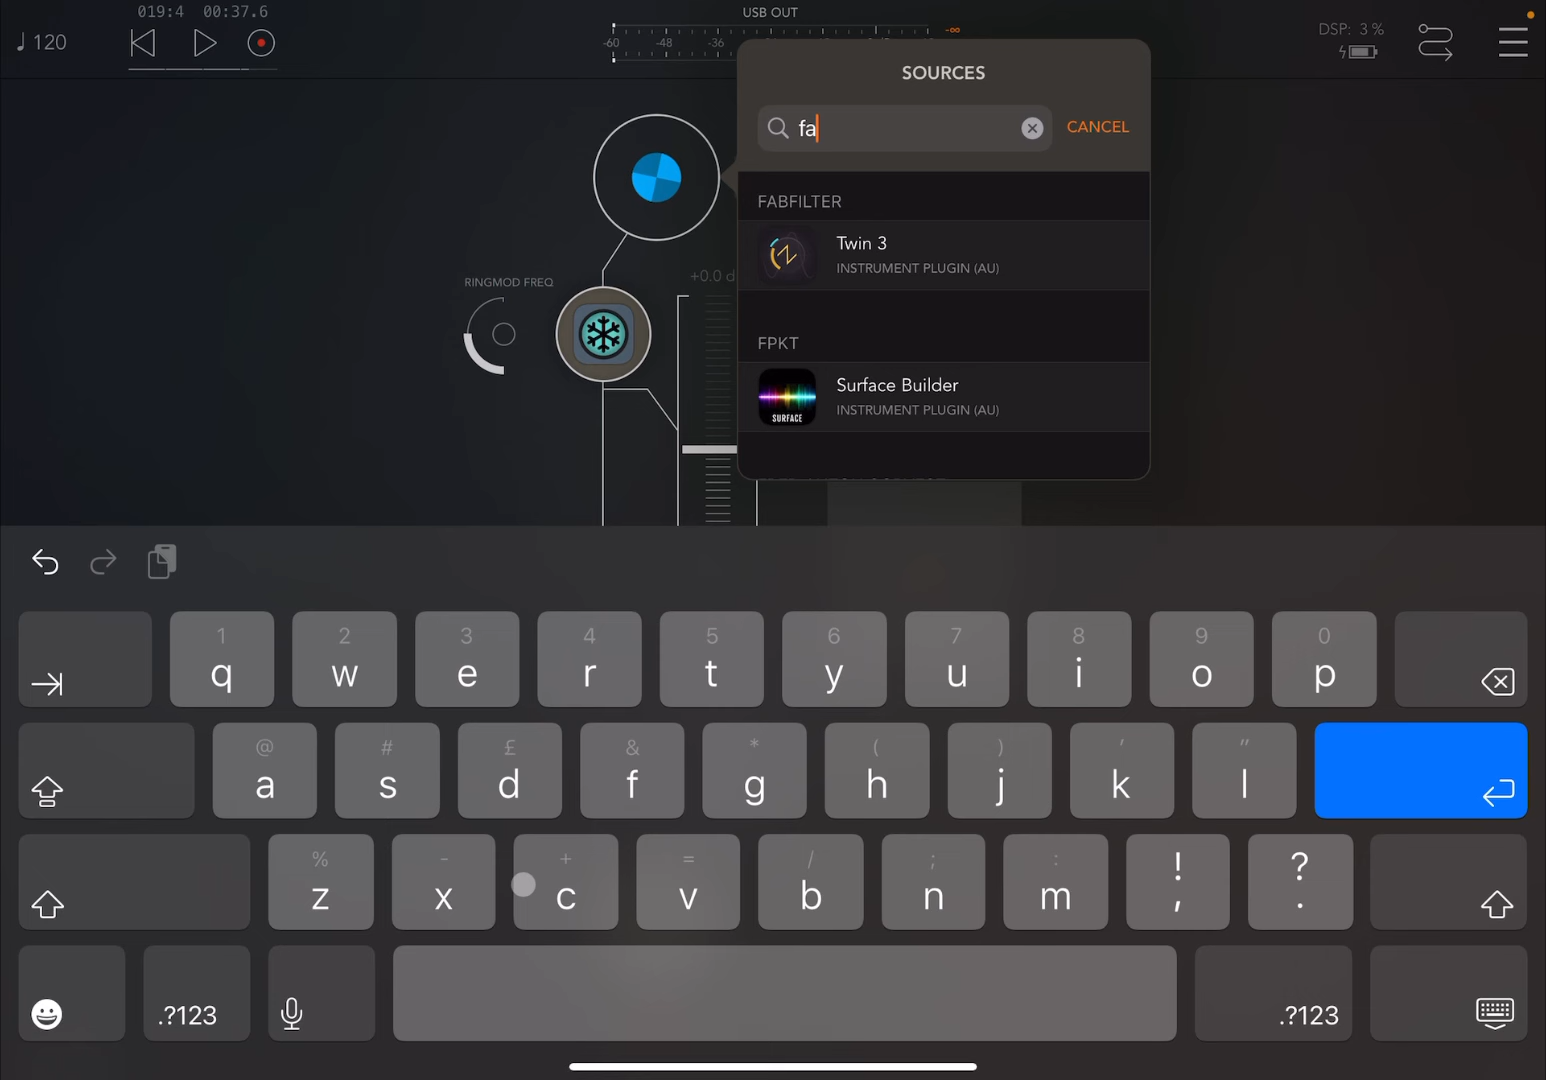 019:4 00:37.6
♩ 120
USB OUT
-∞
-60 -48 -36
DSP: 3 %
SOURCES
fa
CANCEL
FABFILTER
Twin 3
INSTRUMENT PLUGIN (AU)
FPKT
SURFACE
Surface Builder
INSTRUMENT PLUGIN (AU)
RINGMOD FREQ
+0.0 d
1 2 3 4 5 6 7 8 9 0
q w e r t y u i o p
@ # £ & * ( ) ' "
a s d f g h j k l
% - + = / ; : ! ?
z x c v b n m , .
.?123 .?123